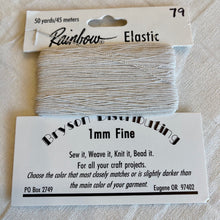 50 yards/45 meters
79
Rainbow Elastic
Bryson Distributing
1mm Fine
Sew it, Weave it, Knit it, Bead it.
For all your craft projects.
Choose the color that most closely matches or is slightly darker than
the main color of your garment.
PO Box 2749 Eugene OR 97402